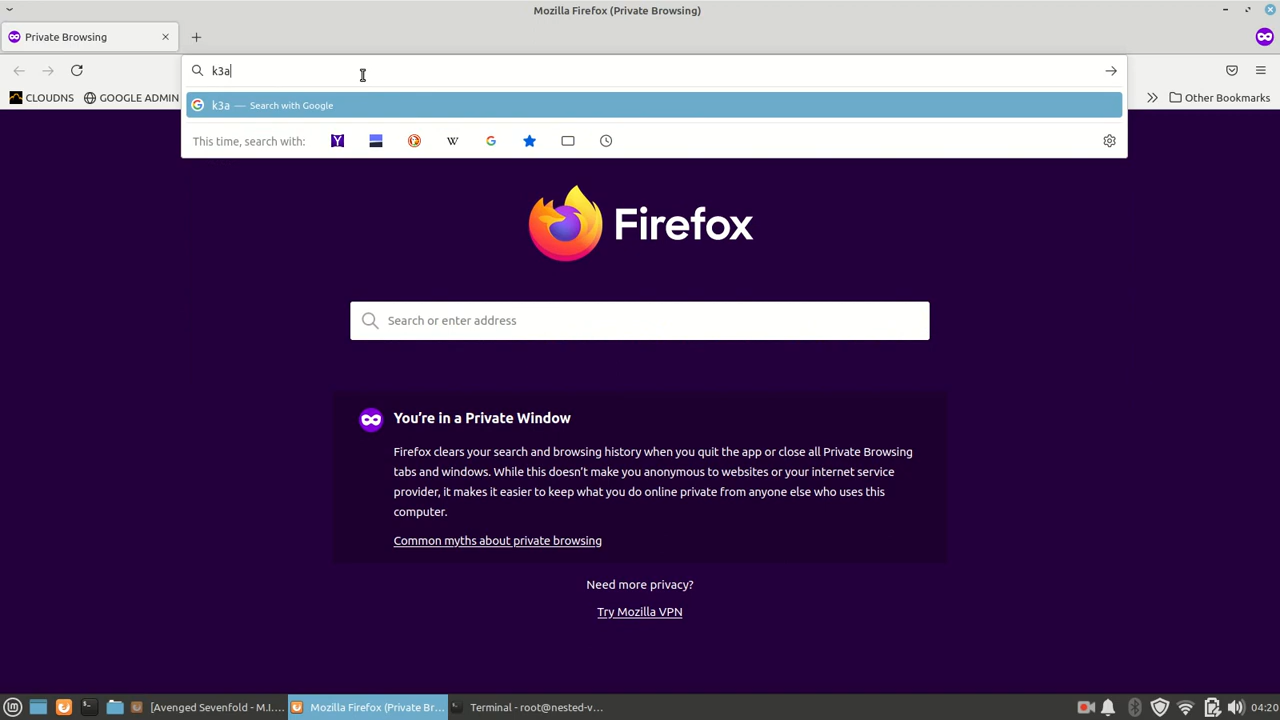 Mozilla Firefox (Private Browsing)
Private Browsing
k3a
CLOUDNS
GOOGLE ADMIN
Other Bookmarks
k3a — Search with Google
This time, search with:
Firefox
Search or enter address
You’re in a Private Window
Firefox clears your search and browsing history when you quit the app or close all Private Browsing
tabs and windows. While this doesn’t make you anonymous to websites or your internet service
provider, it makes it easier to keep what you do online private from anyone else who uses this
computer.
Common myths about private browsing
Need more privacy?
Try Mozilla VPN
[Avenged Sevenfold - M.I....
Mozilla Firefox (Private Br...
Terminal - root@nested-v...
04:20